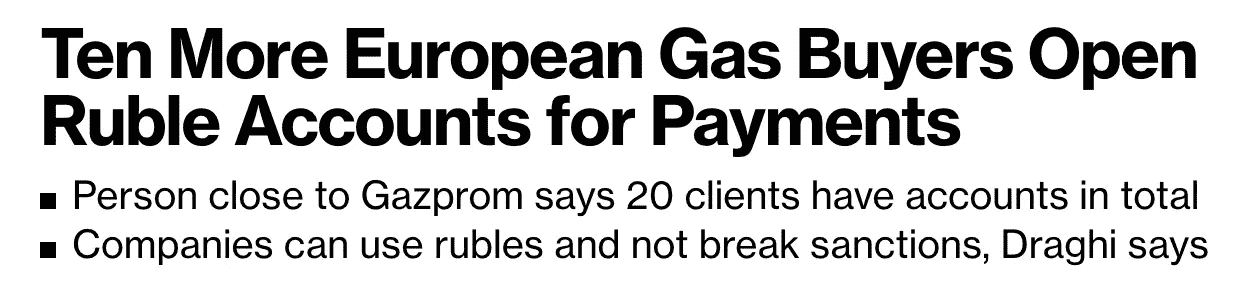 Ten More European Gas Buyers Open
Ruble Accounts for Payments
■ Person close to Gazprom says 20 clients have accounts in total
■ Companies can use rubles and not break sanctions, Draghi says